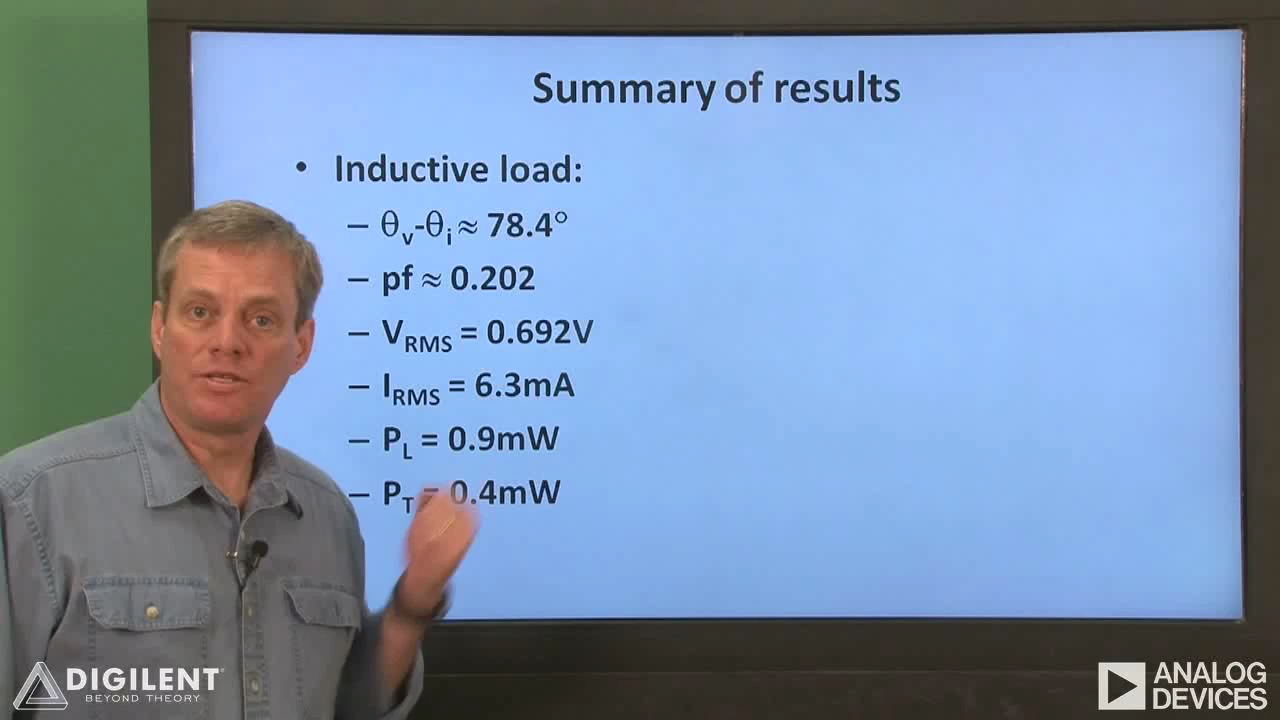 Summary of results
• Inductive load:
– θv-θi ≈ 78.4°
– pf ≈ 0.202
– VRMS = 0.692V
– IRMS = 6.3mA
– PL = 0.9mW
– PT = 0.4mW
DIGILENT
BEYOND THEORY
ANALOG
DEVICES